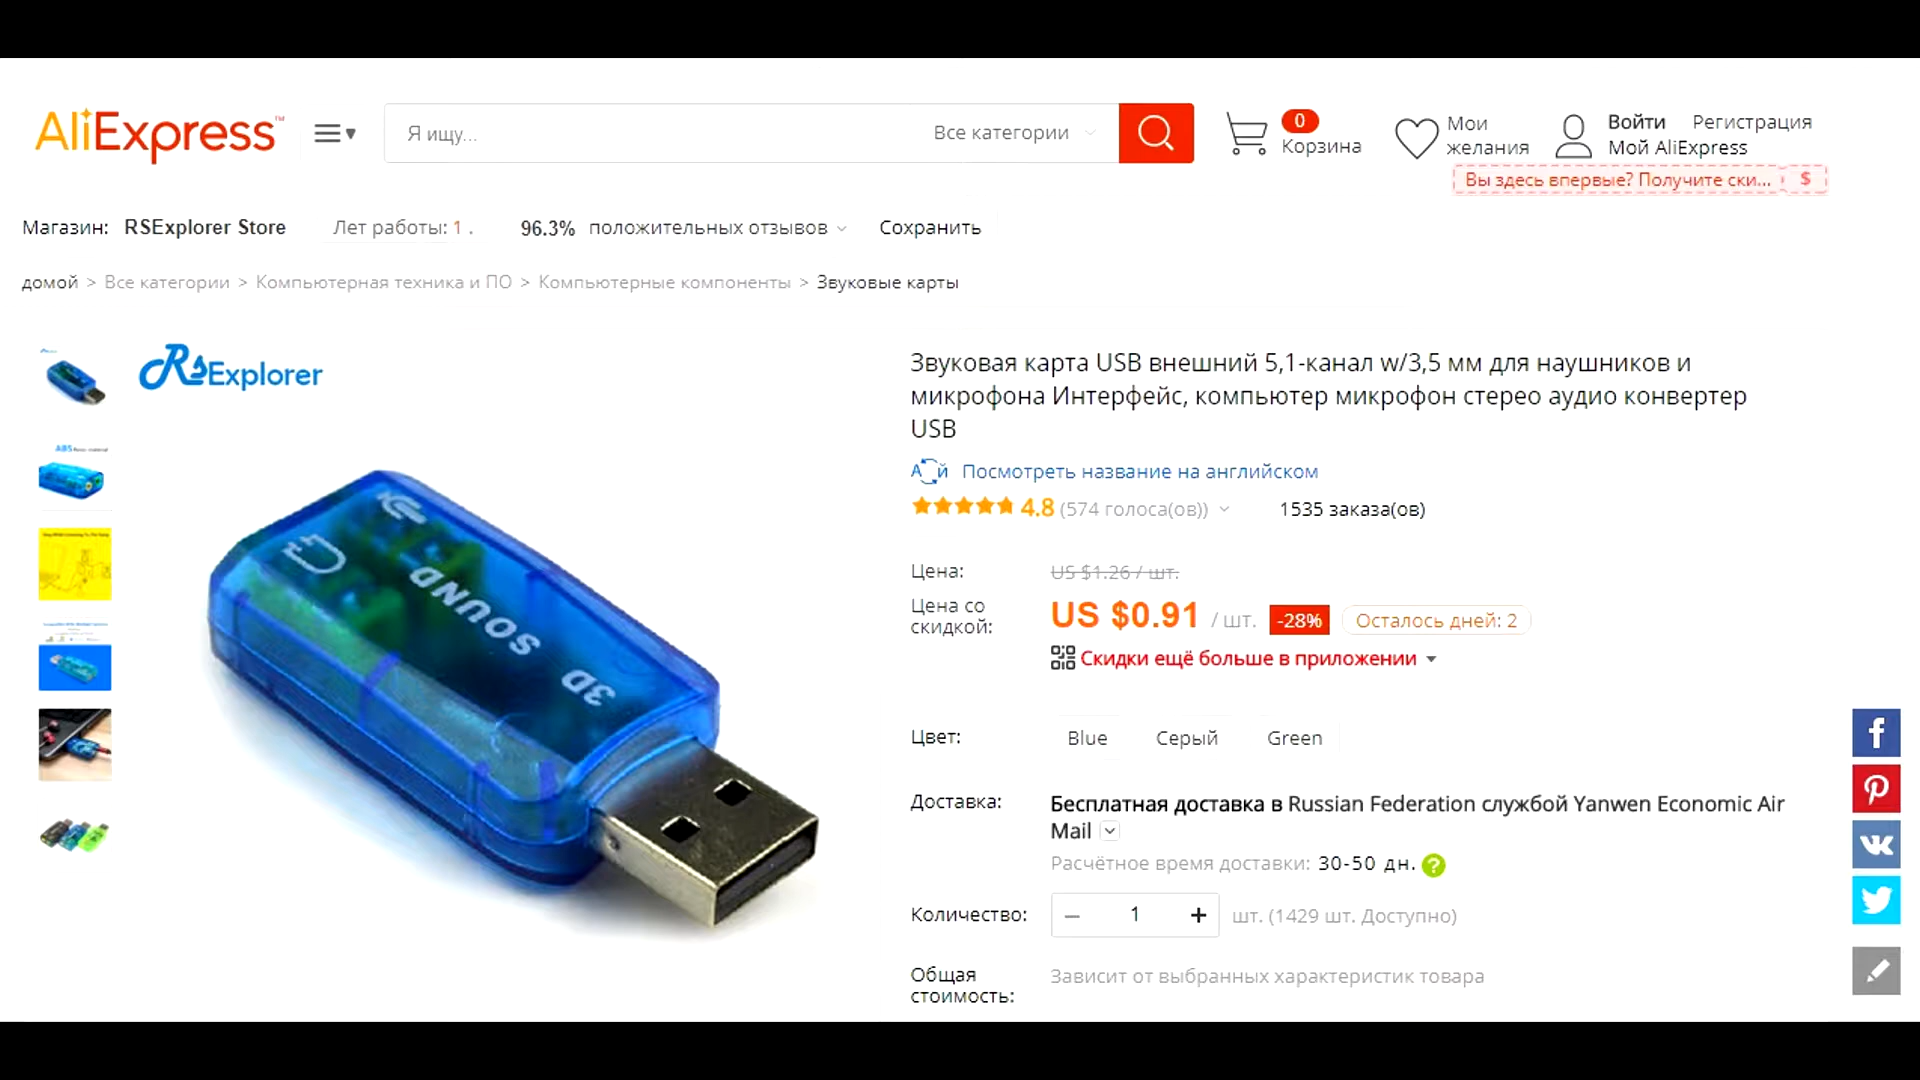 AliExpress™
Я ищу...
Все категории
0
Корзина
Мои
желания
Войти Регистрация
Мой AliExpress
Вы здесь впервые? Получите ски... $
Магазин: RSExplorer Store Лет работы: 1 . 96.3% положительных отзывов Сохранить
домой > Все категории > Компьютерная техника и ПО > Компьютерные компоненты > Звуковые карты
RsExplorer
SOUND
3D
Звуковая карта USB внешний 5,1-канал w/3,5 мм для наушников и
микрофона Интерфейс, компьютер микрофон стерео аудио конвертер
USB
Посмотреть название на английском
4.8 (574 голоса(ов)) 1535 заказа(ов)
Цена: US $1.26 / шт.
Цена со
скидкой:
US $0.91 / шт. -28% Осталось дней: 2
Скидки ещё больше в приложении
Цвет: Blue Серый Green
Доставка: Бесплатная доставка в Russian Federation службой Yanwen Economic Air
Mail
Расчётное время доставки: 30-50 дн. ?
Количество: − 1 + шт. (1429 шт. Доступно)
Общая
стоимость:
Зависит от выбранных характеристик товара